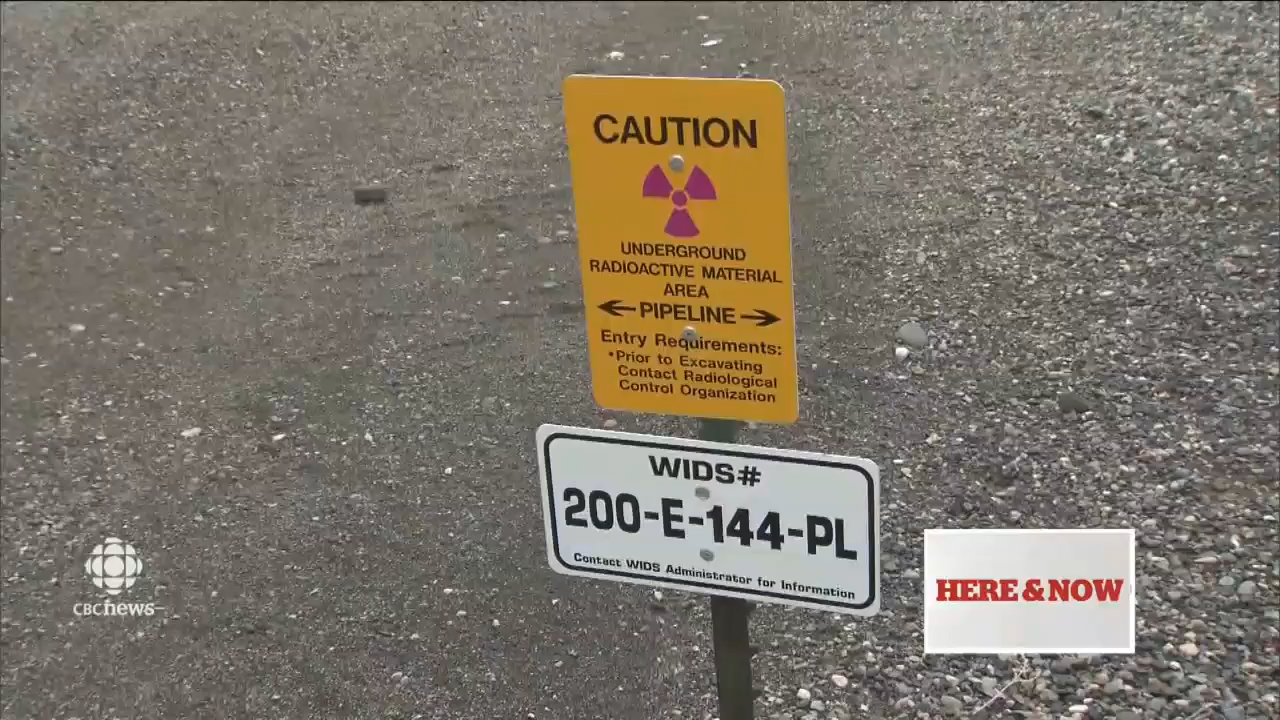 CAUTION
UNDERGROUND
RADIOACTIVE MATERIAL
AREA
PIPELINE
Entry Requirements:
•Prior to Excavating
Contact Radiological
Control Organization
WIDS#
200-E-144-PL
Contact WIDS Administrator for Information
CBCnews
HERE & NOW